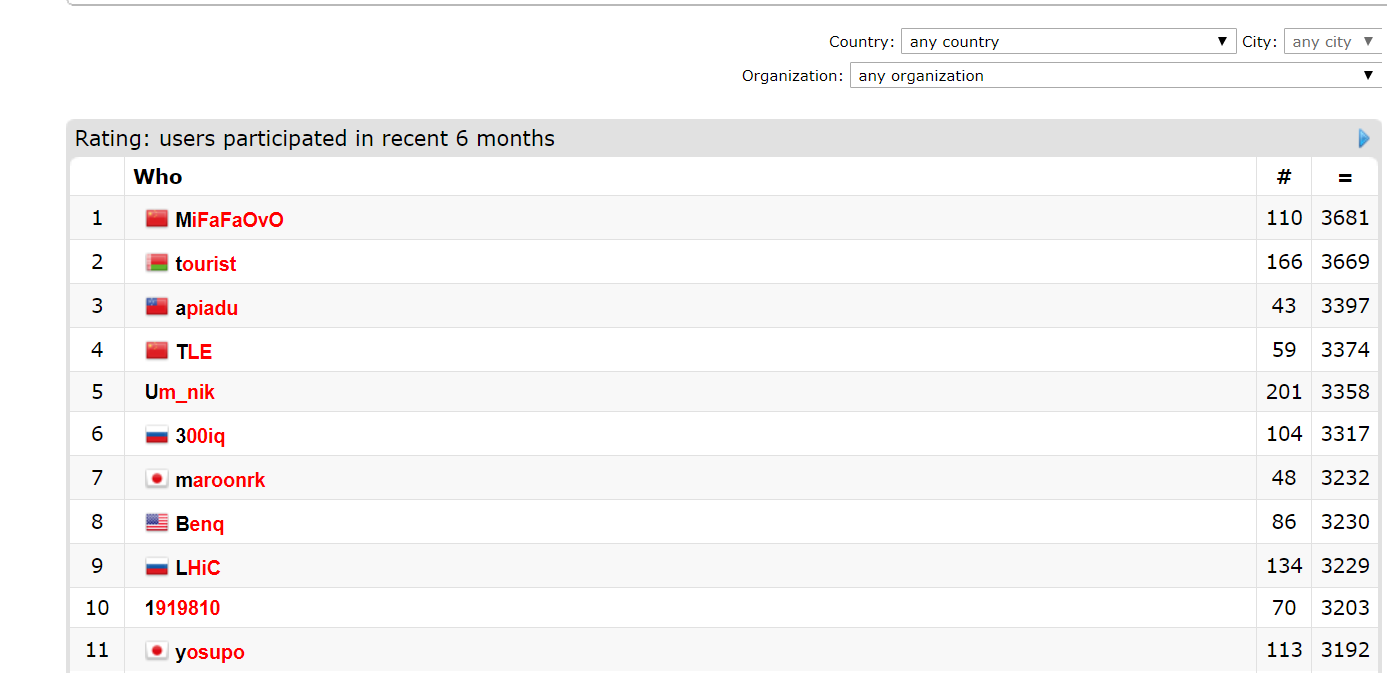 Country: any country City: any city
Organization: any organization
Rating: users participated in recent 6 months
Who # =
1 MiFaFaOvO 110 3681
2 tourist 166 3669
3 apiadu 43 3397
4 TLE 59 3374
5 Um_nik 201 3358
6 300iq 104 3317
7 maroonrk 48 3232
8 Benq 86 3230
9 LHiC 134 3229
10 1919810 70 3203
11 yosupo 113 3192